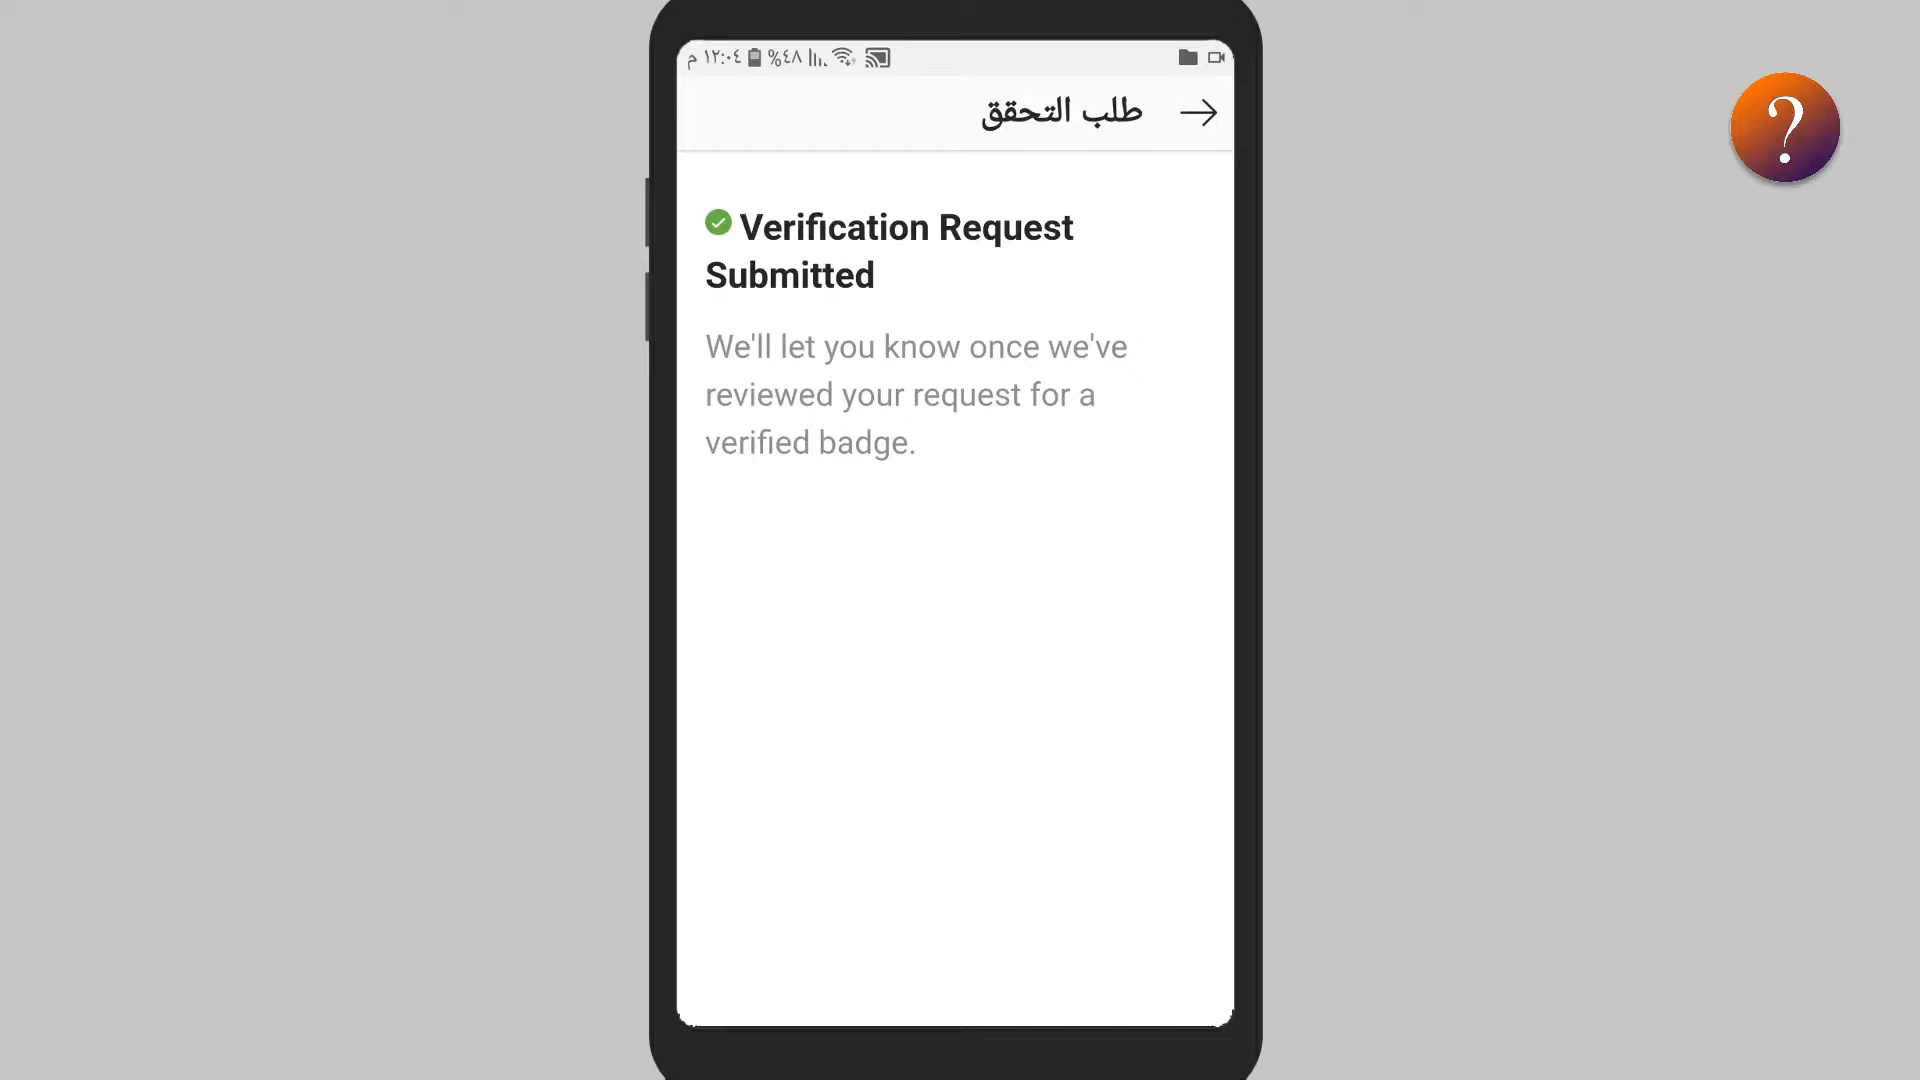 ١٢:٠٤ م %٤٨
طلب التحقق
Verification Request
Submitted
We'll let you know once we've
reviewed your request for a
verified badge.
?